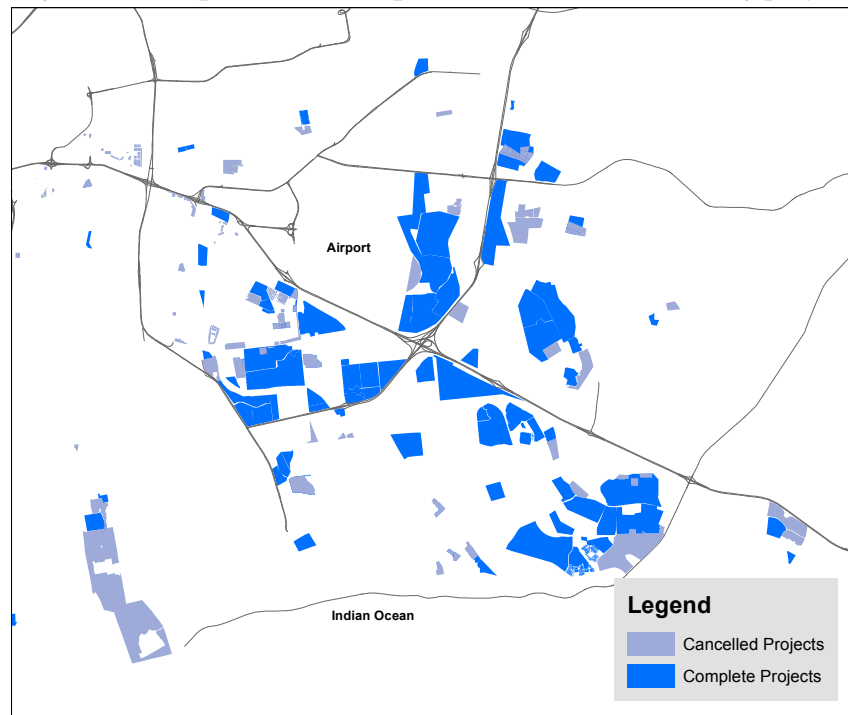 Airport
Indian Ocean
Legend
Cancelled Projects
Complete Projects